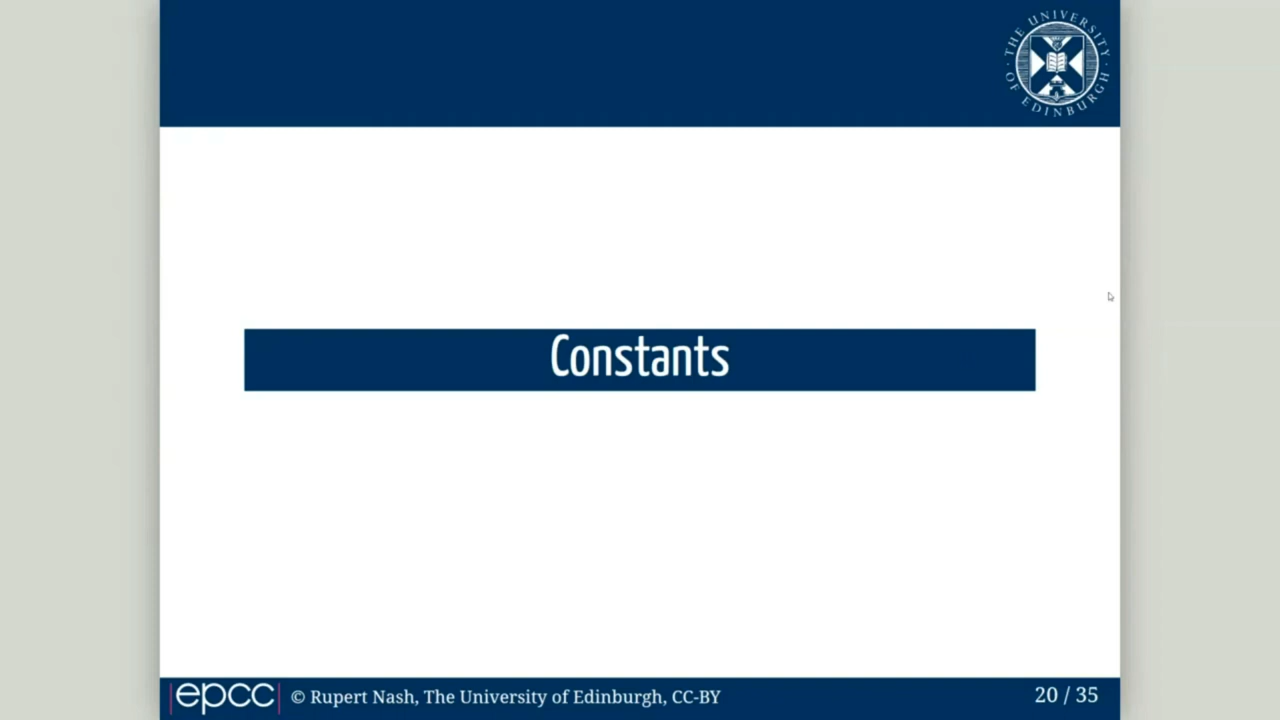 THE UNIVERSITY OF EDINBURGH
Constants
epcc
© Rupert Nash, The University of Edinburgh, CC-BY
20 / 35